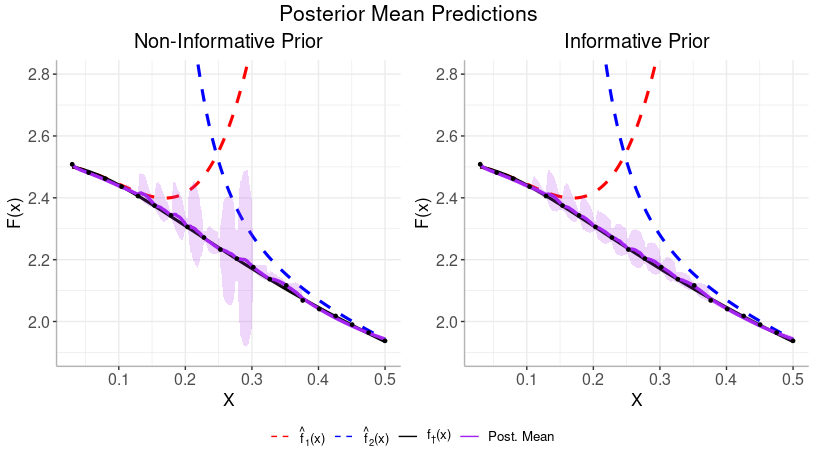 Posterior Mean Predictions
Non-Informative Prior
Informative Prior
F(x)
2.8
2.6
2.4
2.2
2.0
0.1 0.2 0.3 0.4 0.5
X
F(x)
2.8
2.6
2.4
2.2
2.0
0.1 0.2 0.3 0.4 0.5
X
f̂₁(x) f̂₂(x) f†(x) Post. Mean